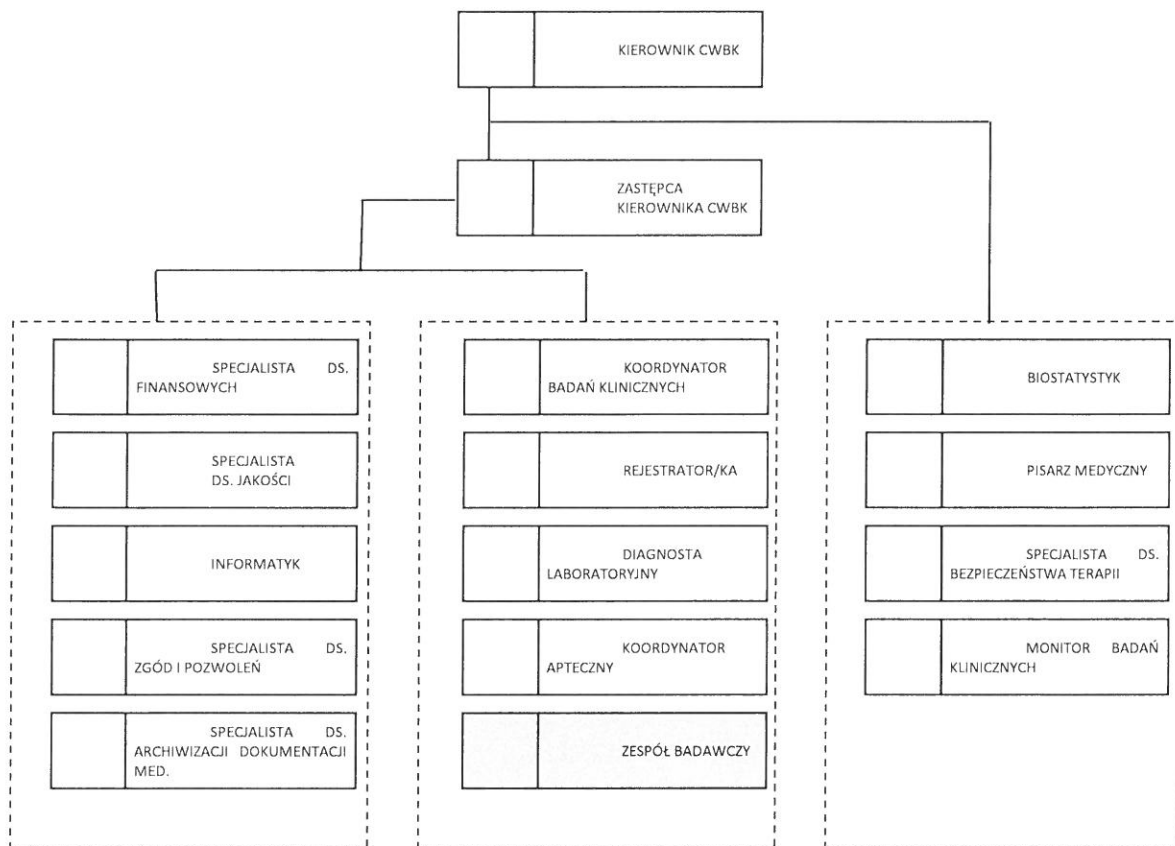 KIEROWNIK CWBK
ZASTĘPCA
KIEROWNIKA CWBK
SPECJALISTA DS.
FINANSOWYCH
SPECJALISTA
DS. JAKOŚCI
INFORMATYK
SPECJALISTA DS.
ZGÓD I POZWOLEŃ
SPECJALISTA DS.
ARCHIWIZACJI DOKUMENTACJI
MED.
KOORDYNATOR
BADAŃ KLINICZNYCH
REJESTRATOR/KA
DIAGNOSTA
LABORATORYJNY
KOORDYNATOR
APTECZNY
ZESPÓŁ BADAWCZY
BIOSTATYSTYK
PISARZ MEDYCZNY
SPECJALISTA DS.
BEZPIECZEŃSTWA TERAPII
MONITOR BADAŃ
KLINICZNYCH